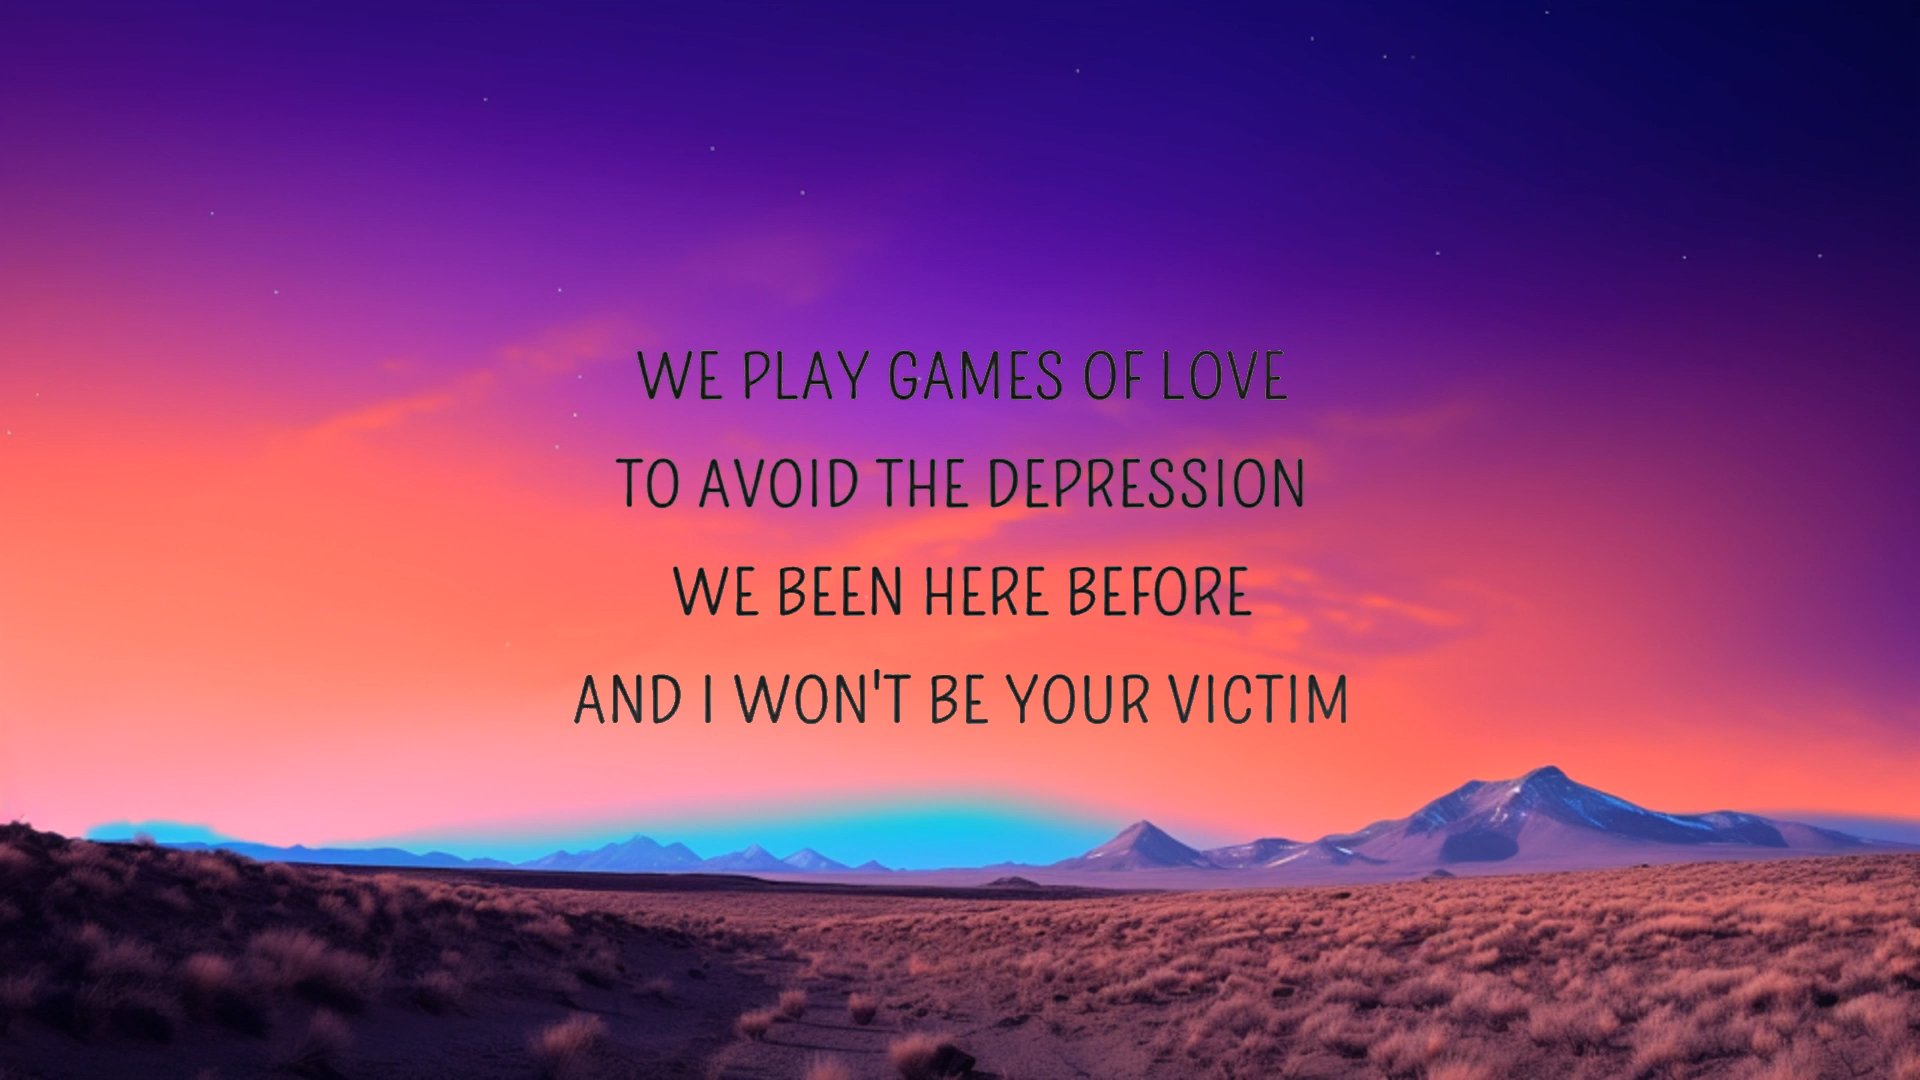 WE PLAY GAMES OF LOVE
TO AVOID THE DEPRESSION
WE BEEN HERE BEFORE
AND I WON'T BE YOUR VICTIM